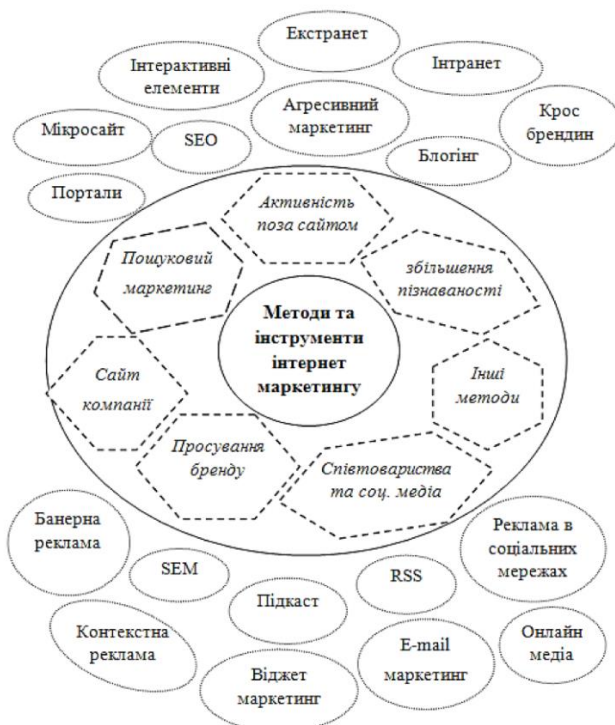 Екстранет
Інтерактивні
елементи
Інтранет
Агресивний
маркетинг
Крос
брендин
Мікросайт
SEO
Блогінг
Портали
Активність
поза сайтом
Пошуковий
маркетинг
збільшення
пізнаваності
Методи та
інструменти
інтернет
маркетингу
Сайт
компанії
Інші
методи
Просування
бренду
Співтовариства
та соц. медіа
Банерна
реклама
Реклама в
соціальних
мережах
SEM
RSS
Підкаст
Контекстна
реклама
E-mail
маркетинг
Онлайн
медіа
Віджет
маркетинг